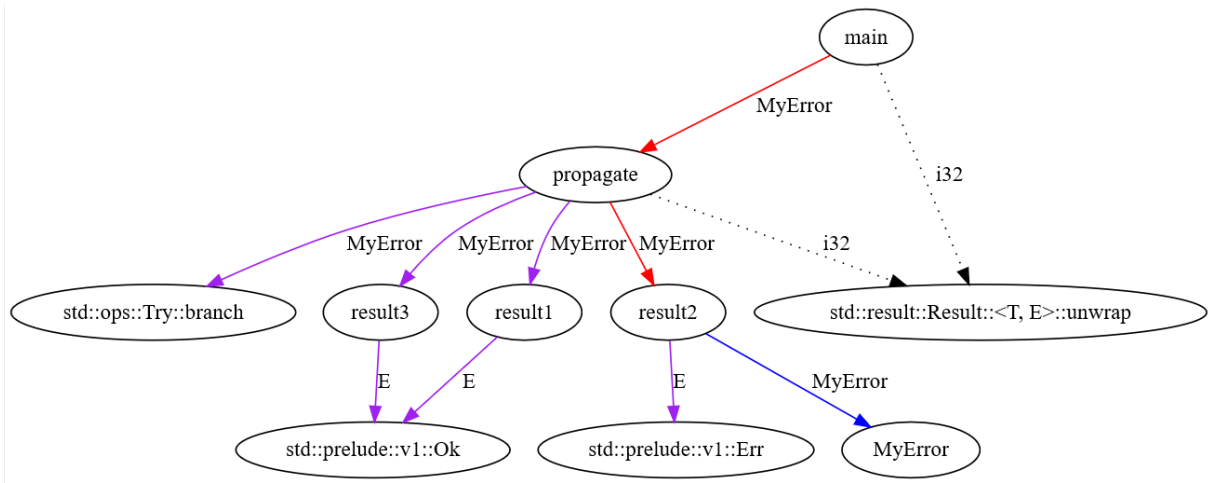 main
MyError
propagate
i32
MyError
MyError
MyError
MyError
i32
std::ops::Try::branch
result3
result1
result2
std::result::Result::<T, E>::unwrap
E
E
E
MyError
std::prelude::v1::Ok
std::prelude::v1::Err
MyError